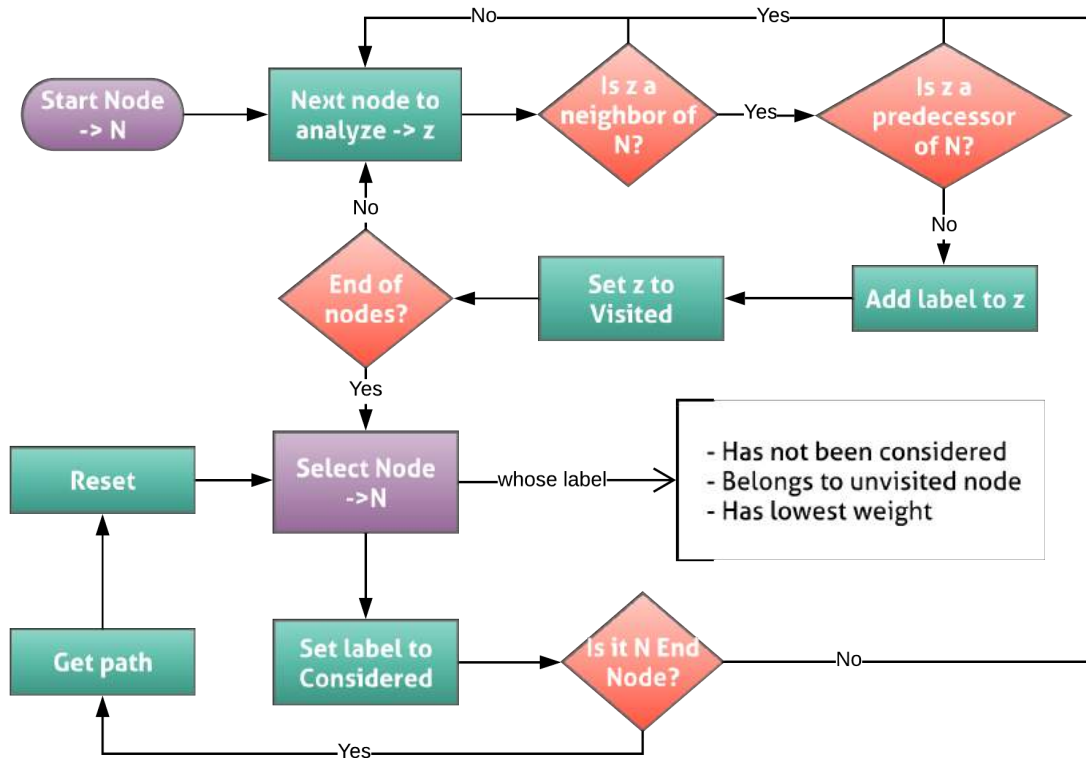 No
Yes
Start Node
-> N
Next node to
analyze -> z
Is z a
neighbor of
N?
Yes
Is z a
predecessor
of N?
No
No
End of
nodes?
Set z to
Visited
Add label to z
Yes
Reset
Select Node
->N
whose label
- Has not been considered
- Belongs to unvisited node
- Has lowest weight
Get path
Set label to
Considered
Is it N End
Node?
No
Yes